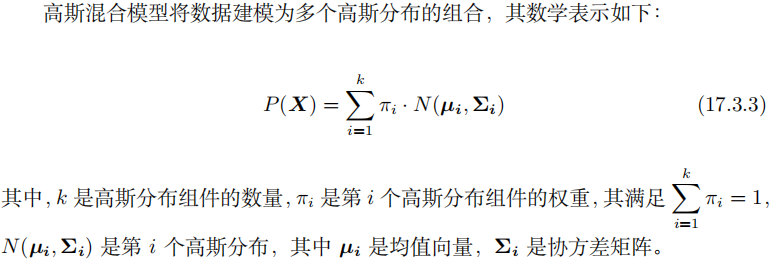 高斯混合模型将数据建模为多个高斯分布的组合，其数学表示如下：
P(X) = ∑_{i=1}^{k} π_i · N(μ_i, Σ_i) (17.3.3)
其中, k 是高斯分布组件的数量, π_i 是第 i 个高斯分布组件的权重, 其满足 ∑_{i=1}^{k} π_i = 1,
N(μ_i, Σ_i) 是第 i 个高斯分布，其中 μ_i 是均值向量，Σ_i 是协方差矩阵。